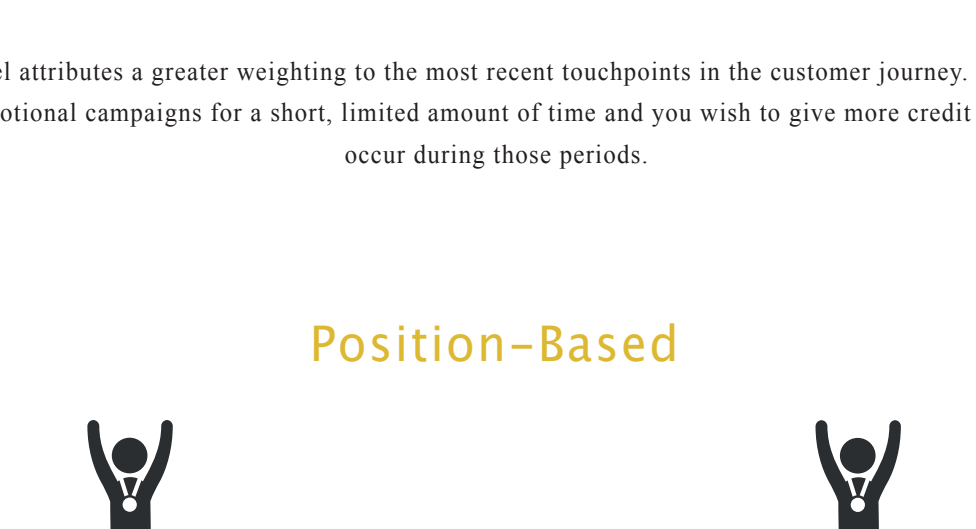 attributes a greater weighting to the most recent touchpoints in the customer journey.
campaigns for a short, limited amount of time and you wish to give more credit
occur during those periods.
Position-Based